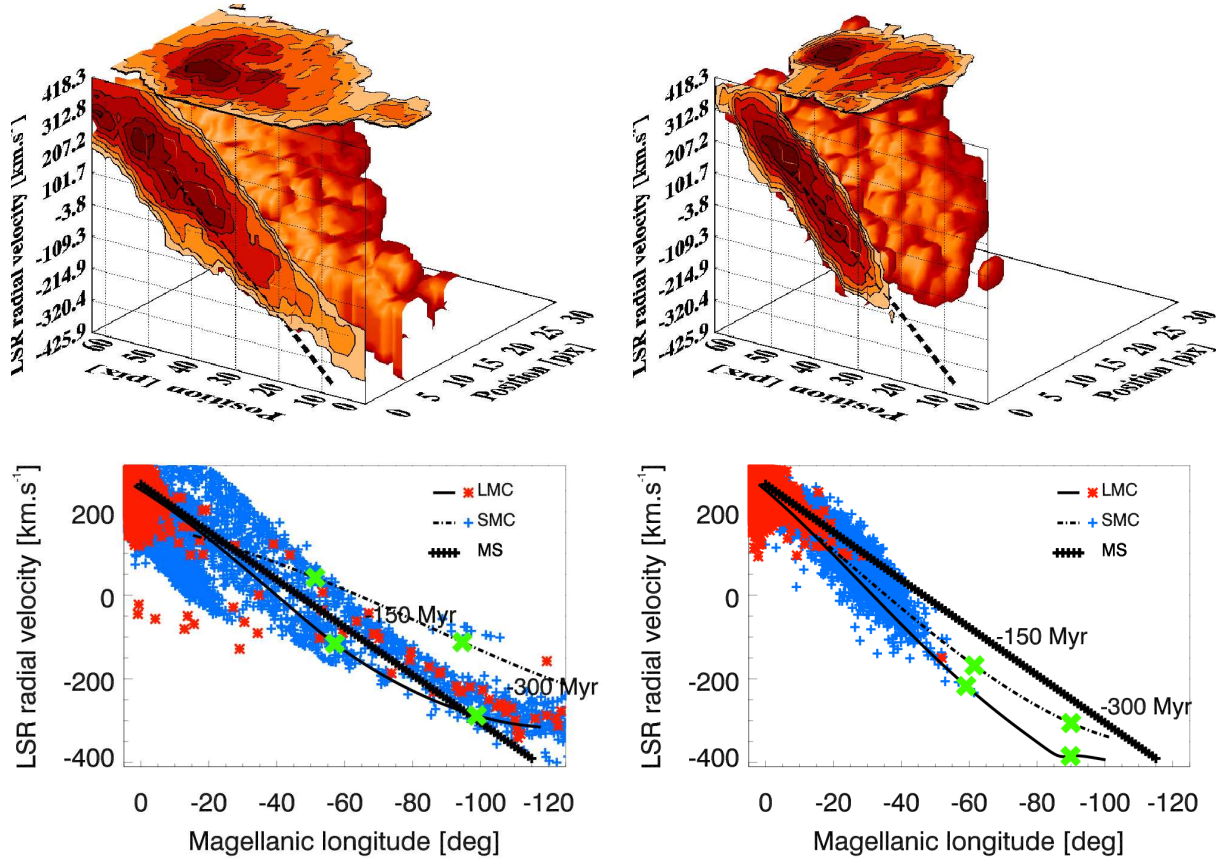 LSR radial velocity [km.s⁻¹]
418.3
312.8
207.2
101.7
-3.8
-109.3
-214.9
-320.4
-425.9
60
50
40
30
20
10
0
Position [pix]
0
5
10
15
20
25
30
Position [pix]
LSR radial velocity [km.s⁻¹]
418.3
312.8
207.2
101.7
-3.8
-109.3
-214.9
-320.4
-425.9
60
50
40
30
20
10
0
Position [pix]
0
5
10
15
20
25
30
Position [pix]
LSR radial velocity [km.s⁻¹]
200
0
-200
-400
LMC
SMC
MS
-150 Myr
-300 Myr
0 -20 -40 -60 -80 -100 -120
Magellanic longitude [deg]
LSR radial velocity [km.s⁻¹]
200
0
-200
-400
LMC
SMC
MS
-150 Myr
-300 Myr
0 -20 -40 -60 -80 -100 -120
Magellanic longitude [deg]